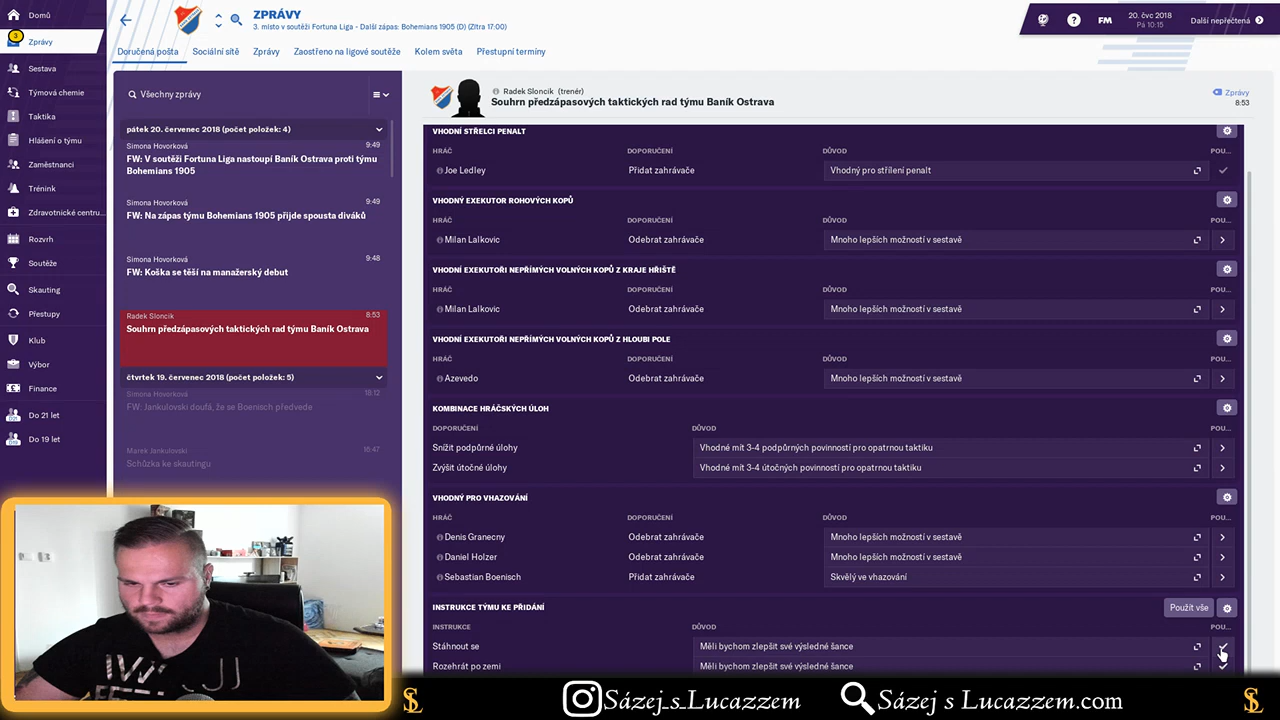 Domů
3
Zprávy
Sestava
Týmová chemie
Taktika
Hlášení o týmu
Zaměstnanci
Trénink
Zdravotnické centru...
Rozvrh
Soutěže
Skauting
Přestupy
Klub
Výbor
Finance
Do 21 let
Do 19 let
ZPRÁVY
3. místo v soutěži Fortuna Liga - Další zápas: Bohemians 1905 (D) (Zítra 17:00)
Doručená pošta Sociální sítě Zprávy Zaostřeno na ligové soutěže Kolem světa Přestupní termíny
FM
20. čvc 2018
Pá 10:15
Další nepřečtená
Všechny zprávy
pátek 20. červenec 2018 (počet položek: 4)
Simona Hovorková 9:49
FW: V soutěži Fortuna Liga nastoupí Baník Ostrava proti týmu
Bohemians 1905
Simona Hovorková 9:49
FW: Na zápas týmu Bohemians 1905 přijde spousta diváků
Simona Hovorková 9:48
FW: Koška se těší na manažerský debut
Radek Sloncik 8:53
Souhrn předzápasových taktických rad týmu Baník Ostrava
čtvrtek 19. červenec 2018 (počet položek: 5)
Simona Hovorková 18:12
FW: Jankulovski doufá, že se Boenisch předvede
Marek Jankulovski 16:47
Schůzka ke skautingu
Radek Sloncik (trenér)
Souhrn předzápasových taktických rad týmu Baník Ostrava
Zprávy
8:53
VHODNÍ STŘELCI PENALT
HRÁČ DOPORUČENÍ DŮVOD POU...
Joe Ledley Přidat zahrávače Vhodný pro střílení penalt
VHODNÝ EXEKUTOR ROHOVÝCH KOPŮ
HRÁČ DOPORUČENÍ DŮVOD POU...
Milan Lalkovic Odebrat zahrávače Mnoho lepších možností v sestavě
VHODNÍ EXEKUTOŘI NEPŘÍMÝCH VOLNÝCH KOPŮ Z KRAJE HŘIŠTĚ
HRÁČ DOPORUČENÍ DŮVOD POU...
Milan Lalkovic Odebrat zahrávače Mnoho lepších možností v sestavě
VHODNÍ EXEKUTOŘI NEPŘÍMÝCH VOLNÝCH KOPŮ Z HLOUBI POLE
HRÁČ DOPORUČENÍ DŮVOD POU...
Azevedo Odebrat zahrávače Mnoho lepších možností v sestavě
KOMBINACE HRÁČSKÝCH ÚLOH
DOPORUČENÍ DŮVOD POU...
Snížit podpůrné úlohy Vhodné mít 3-4 podpůrných povinností pro opatrnou taktiku
Zvýšit útočné úlohy Vhodné mít 3-4 útočných povinností pro opatrnou taktiku
VHODNÝ PRO VHAZOVÁNÍ
HRÁČ DOPORUČENÍ DŮVOD POU...
Denis Granecny Odebrat zahrávače Mnoho lepších možností v sestavě
Daniel Holzer Odebrat zahrávače Mnoho lepších možností v sestavě
Sebastian Boenisch Přidat zahrávače Skvělý ve vhazování
INSTRUKCE TÝMU KE PŘIDÁNÍ Použít vše
INSTRUKCE DŮVOD POU...
Stáhnout se Měli bychom zlepšit své výsledné šance
Rozehrát po zemi Měli bychom zlepšit své výsledné šance
Sázej_s_Lucazzem Sázej s Lucazzem.com